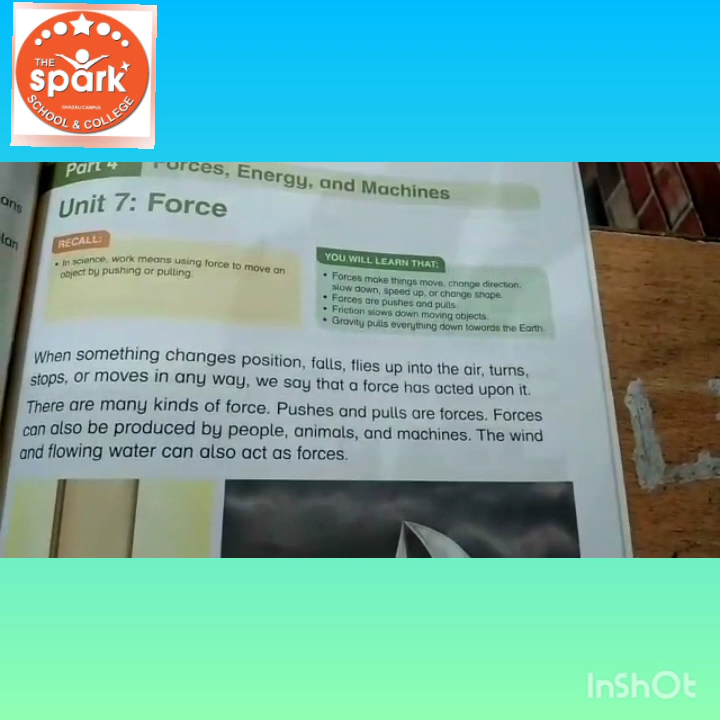 THE
spark
SCHOOL & COLLEGE
Part 4 Forces, Energy, and Machines
ans
lan
Unit 7: Force
RECALL:
• In science, work means using force to move an
object by pushing or pulling.
YOU WILL LEARN THAT:
• Forces make things move, change direction,
slow down, speed up, or change shape.
• Forces are pushes and pulls.
• Friction slows down moving objects.
• Gravity pulls everything down towards the Earth.
When something changes position, falls, flies up into the air, turns,
stops, or moves in any way, we say that a force has acted upon it.
There are many kinds of force. Pushes and pulls are forces. Forces
can also be produced by people, animals, and machines. The wind
and flowing water can also act as forces.
InShOt